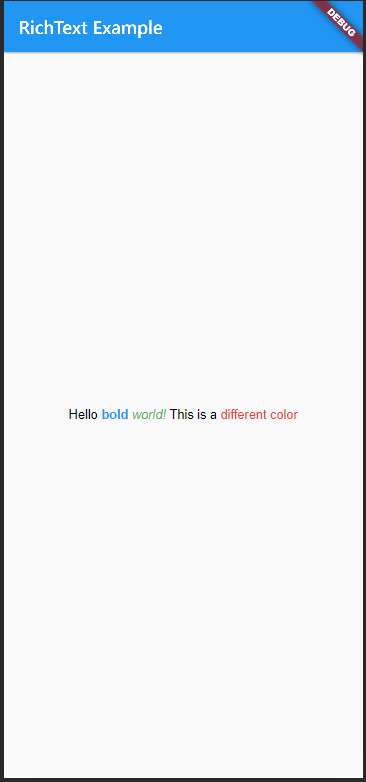 RichText Example
DEBUG
Hello bold world! This is a different color